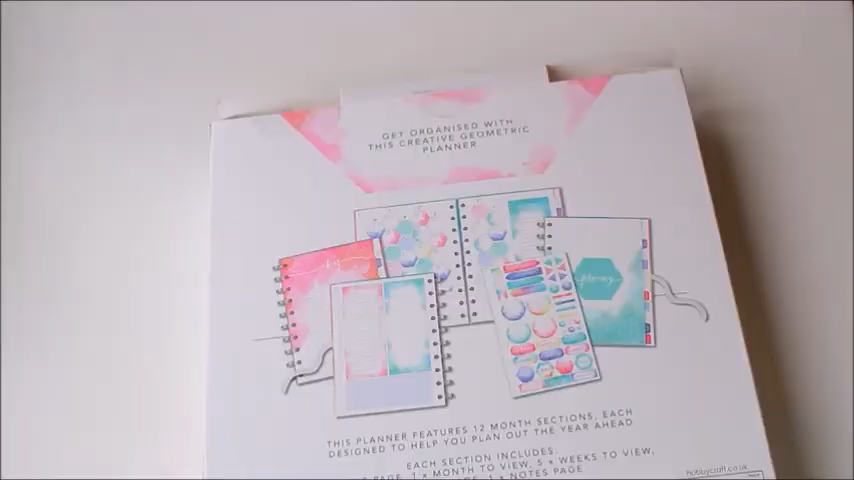 GET ORGANISED WITH
THIS CREATIVE GEOMETRIC
PLANNER
THIS PLANNER FEATURES 12 MONTH SECTIONS, EACH
DESIGNED TO HELP YOU PLAN OUT THE YEAR AHEAD
EACH SECTION INCLUDES:
PAGE, 1 × MONTH TO VIEW, 5 × WEEKS TO VIEW,
1 × NOTES PAGE
hobbycraft.co.uk